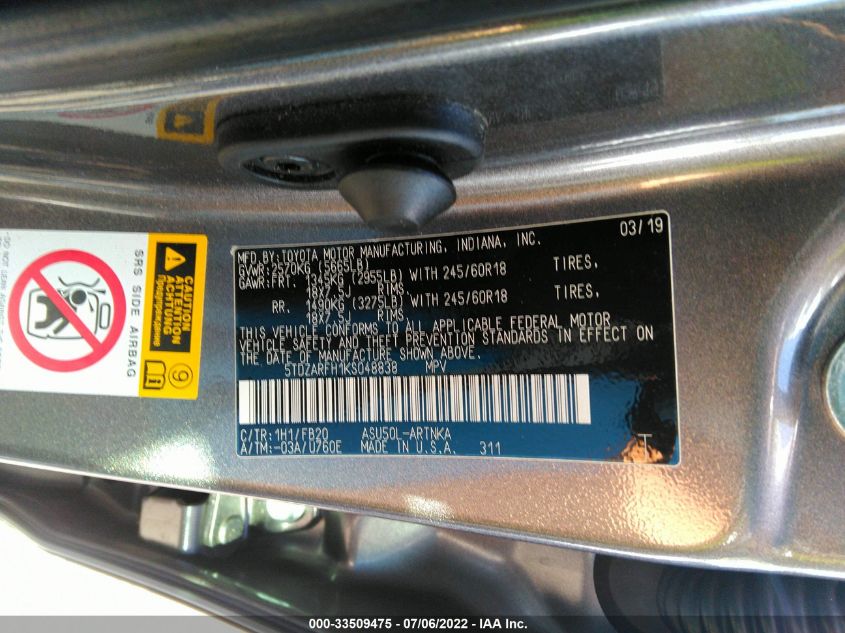 03/19
MFD.BY:TOYOTA MOTOR MANUFACTURING, INDIANA, INC.
GVWR:2570KG (5665LB)
GAWR:FRT. 1345KG (2955LB) WITH 245/60R18 TIRES,
18X7.5J RIMS
RR. 1490KG (3275LB) WITH 245/60R18 TIRES,
18X7.5J RIMS
THIS VEHICLE CONFORMS TO ALL APPLICABLE FEDERAL MOTOR
VEHICLE SAFETY AND THEFT PREVENTION STANDARDS IN EFFECT ON
THE DATE OF MANUFACTURE SHOWN ABOVE.
5TDZARFH1KS048838 MPV
C/TR:1H1/FB20 ASU50L-ARTNKA
A/TM:-03A/U760E MADE IN U.S.A. 311
T
SRS SIDE AIRBAG
CAUTION
ATTENTION
ACHTUNG
9
000-33509475 - 07/06/2022 - IAA Inc.